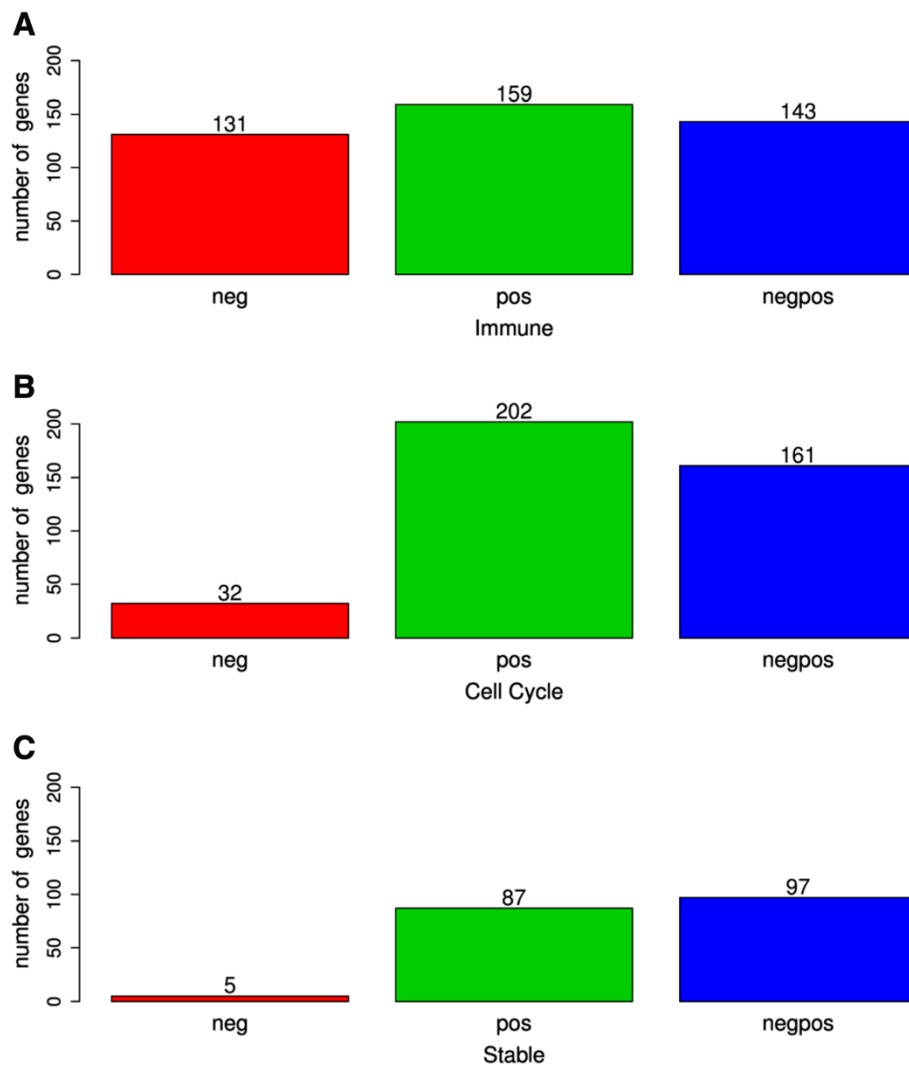 A
number of genes
200
150
100
50
0
131
159
143
neg
pos
negpos
Immune
B
number of genes
200
150
100
50
0
32
202
161
neg
pos
negpos
Cell Cycle
C
number of genes
200
150
100
50
0
5
87
97
neg
pos
negpos
Stable